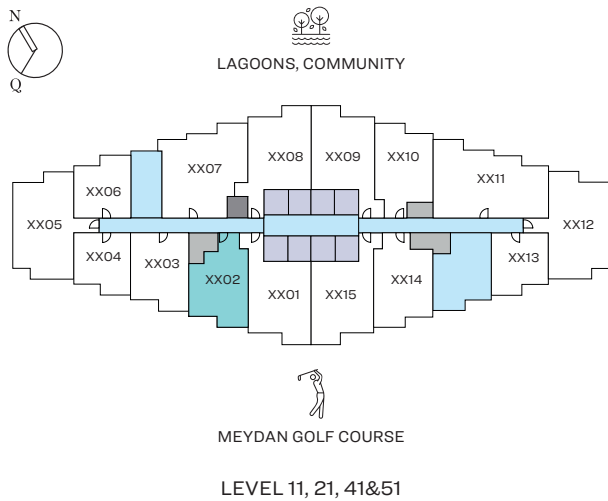 N
Q
LAGOONS, COMMUNITY
XX08 XX09
XX07 XX10
XX06 XX11
XX05 XX12
XX04 XX03 XX02 XX01 XX15 XX14 XX13
MEYDAN GOLF COURSE
LEVEL 11, 21, 41&51